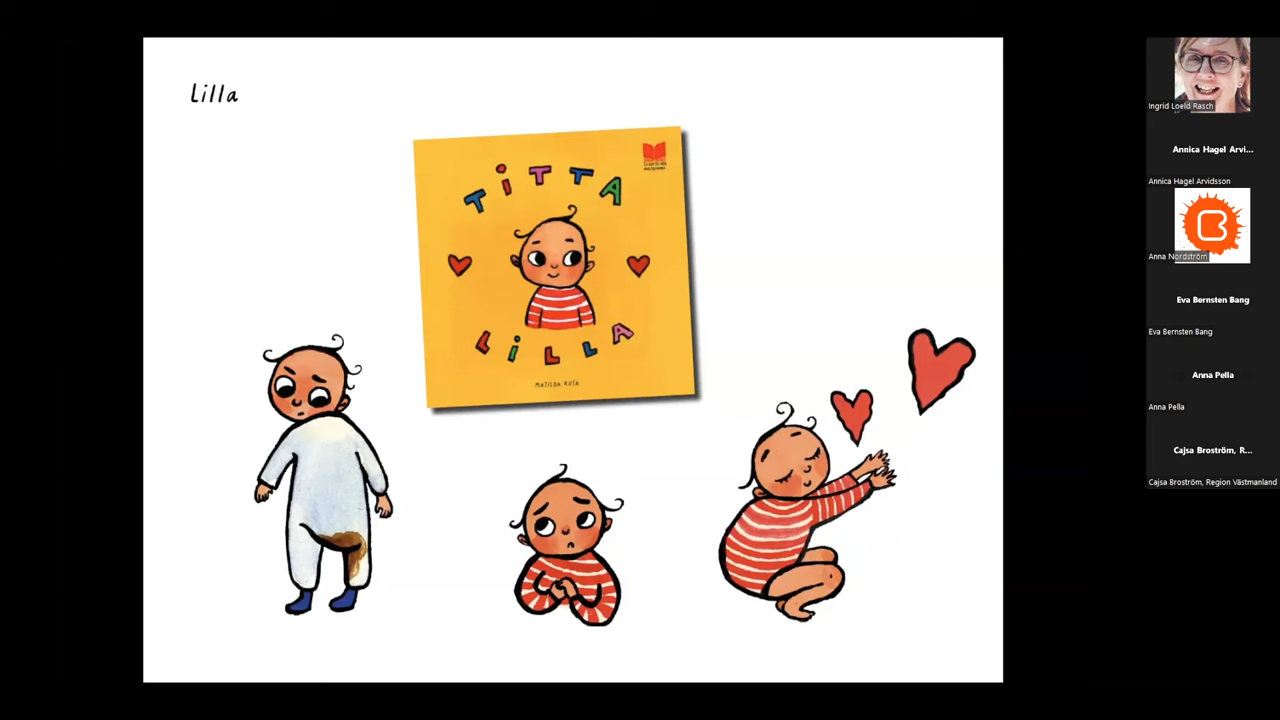 Lilla
TITTA
LILLA
MATILDA RUTA
Ingrid Loeld Rasch
Annica Hagel Arvi...
Annica Hagel Arvidsson
Anna Nordström
Eva Bernsten Bang
Eva Bernsten Bang
Anna Pella
Anna Pella
Cajsa Broström, R...
Cajsa Broström, Region Västmanland